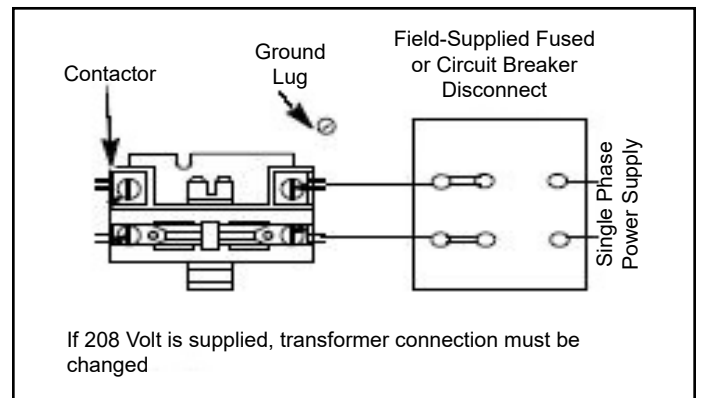 Contactor
Ground
Lug
Field-Supplied Fused
or Circuit Breaker
Disconnect
Single Phase
Power Supply
If 208 Volt is supplied, transformer connection must be
changed